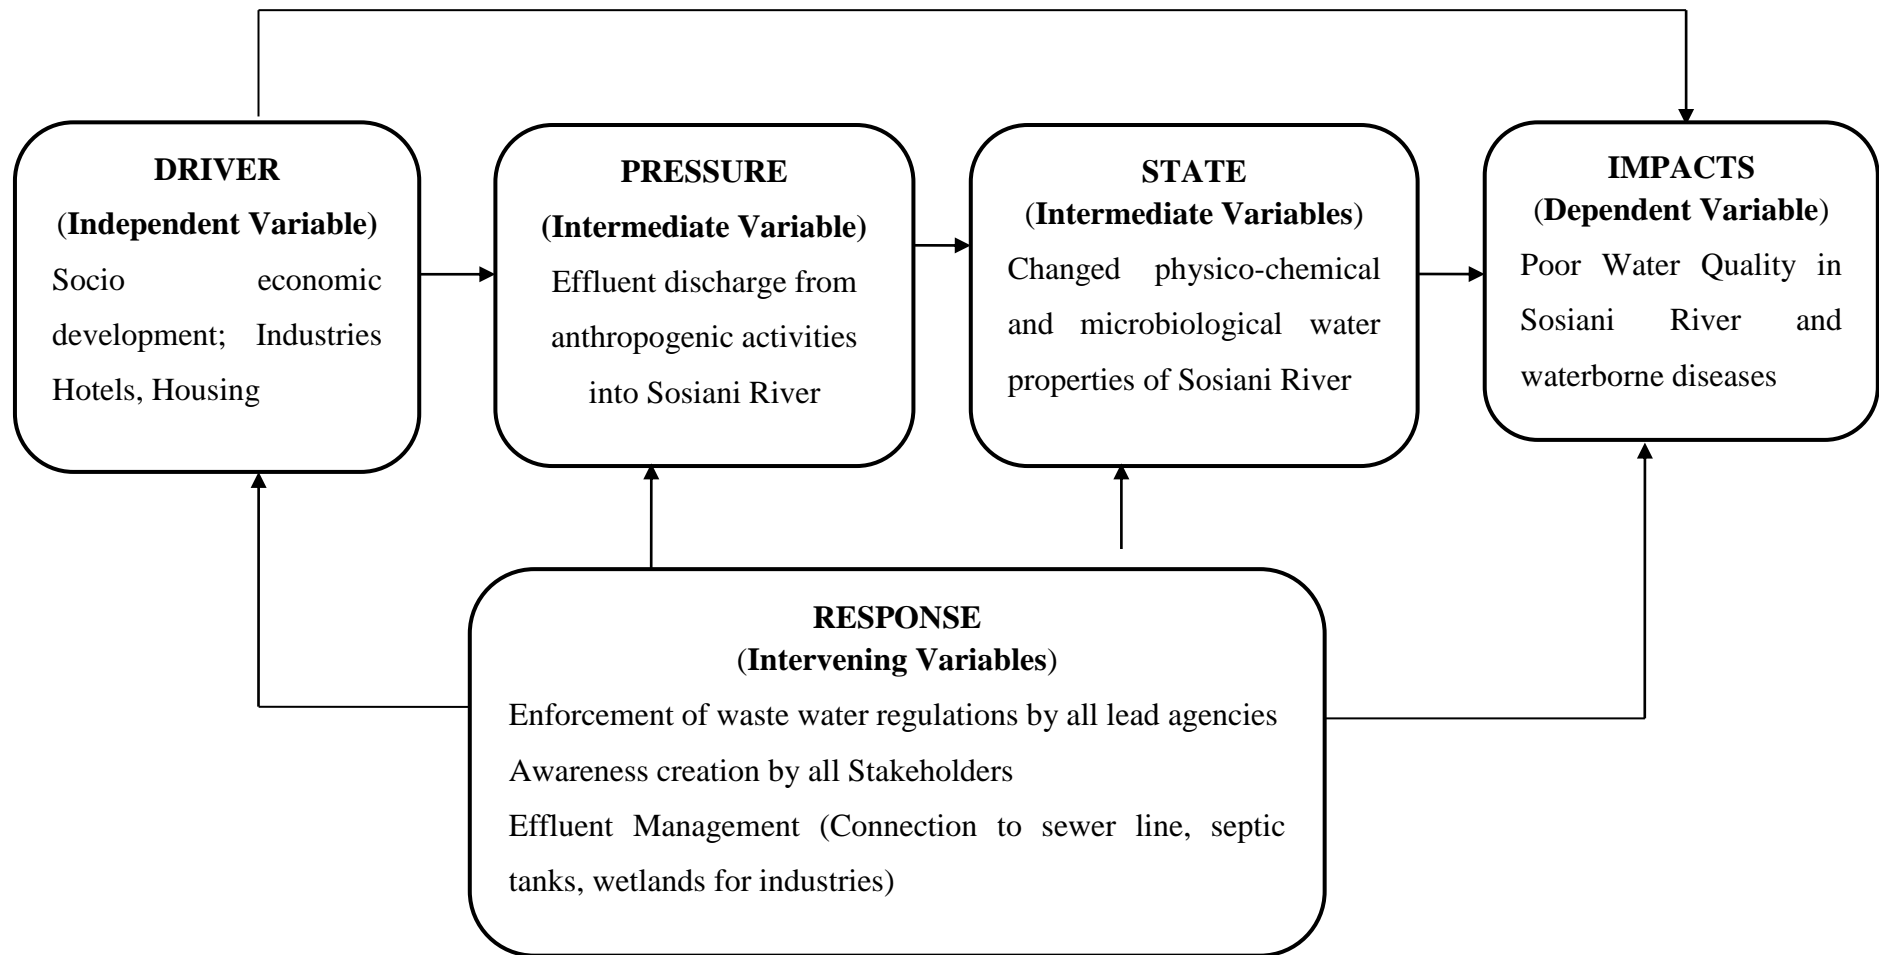 DRIVER
(Independent Variable)
Socio economic
development; Industries
Hotels, Housing
PRESSURE
(Intermediate Variable)
Effluent discharge from
anthropogenic activities
into Sosiani River
STATE
(Intermediate Variables)
Changed physico-chemical
and microbiological water
properties of Sosiani River
IMPACTS
(Dependent Variable)
Poor Water Quality in
Sosiani River and
waterborne diseases
RESPONSE
(Intervening Variables)
Enforcement of waste water regulations by all lead agencies
Awareness creation by all Stakeholders
Effluent Management (Connection to sewer line, septic
tanks, wetlands for industries)